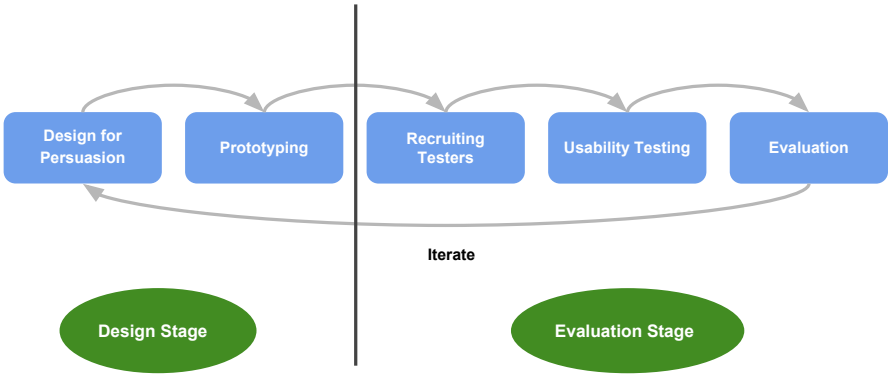 Design for
Persuasion
Prototyping
Recruiting
Testers
Usability Testing
Evaluation
Iterate
Design Stage
Evaluation Stage